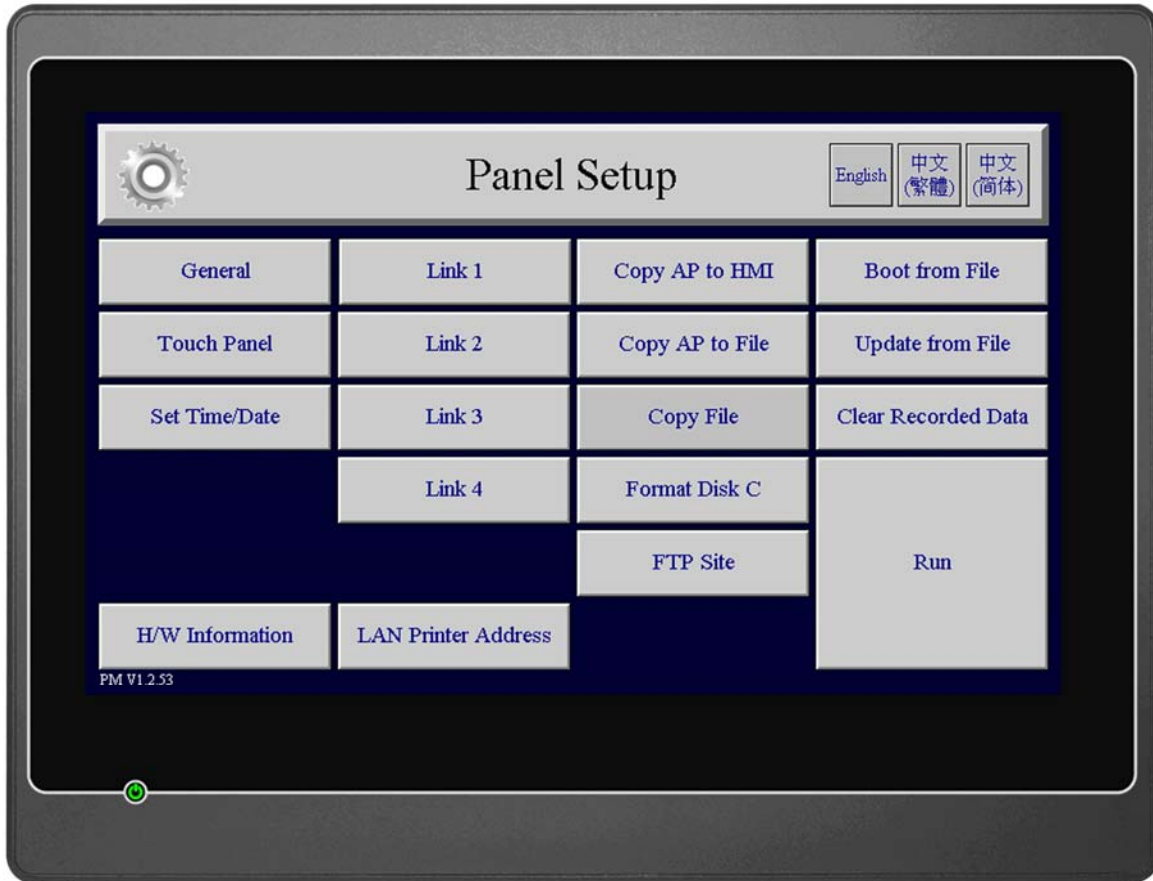 Panel Setup
English
中文
(繁體)
中文
(简体)
General
Link 1
Copy AP to HMI
Boot from File
Touch Panel
Link 2
Copy AP to File
Update from File
Set Time/Date
Link 3
Copy File
Clear Recorded Data
Link 4
Format Disk C
FTP Site
Run
H/W Information
LAN Printer Address
PM V1.2.53